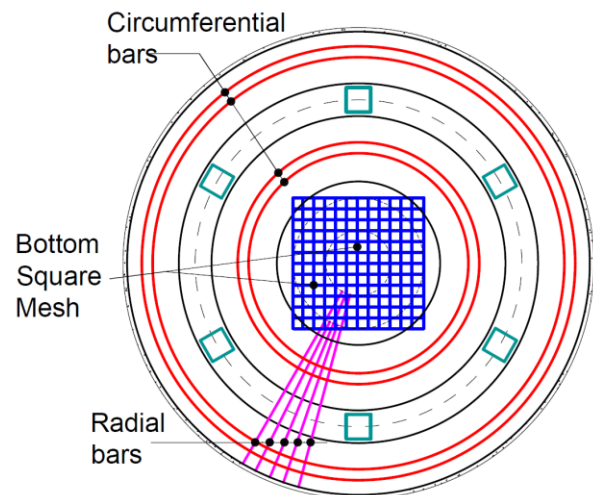 Circumferential
bars
Bottom
Square
Mesh
Radial
bars